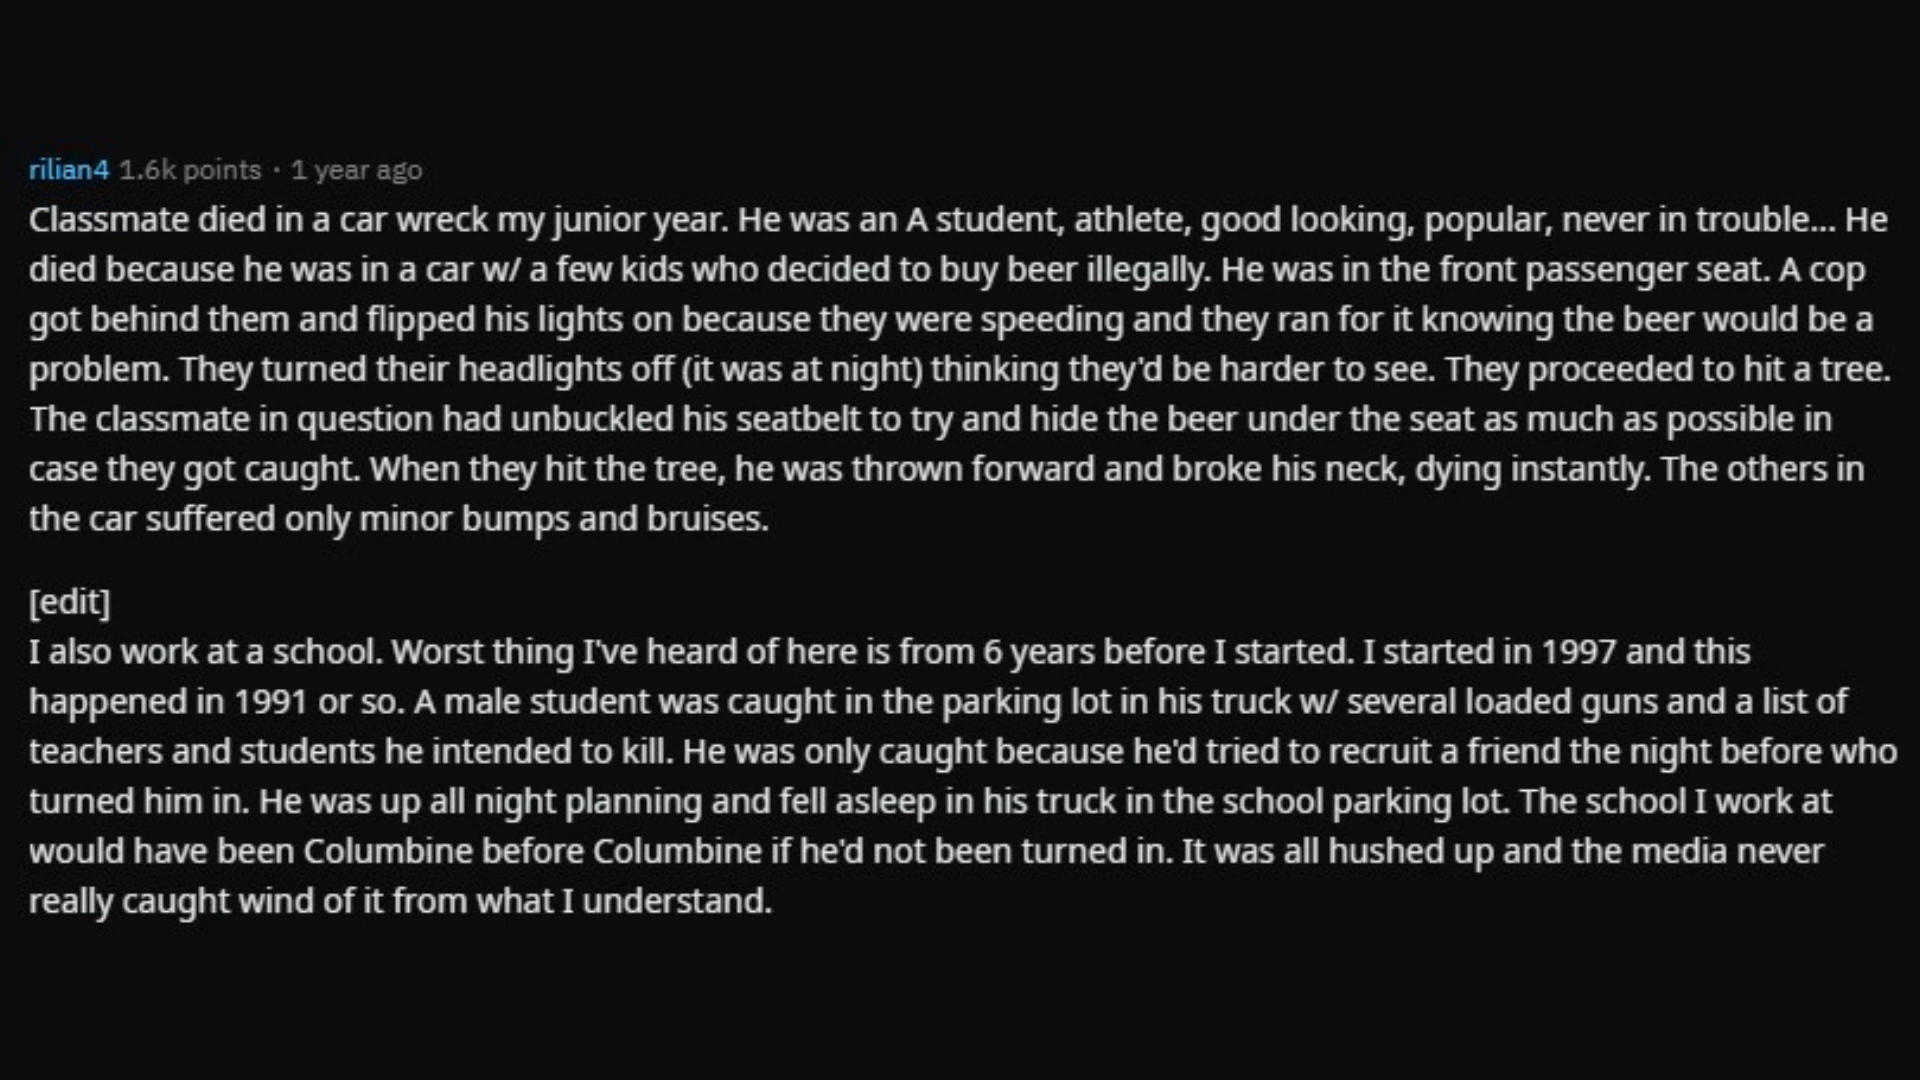 rilian4 1.6k points · 1 year ago
Classmate died in a car wreck my junior year. He was an A student, athlete, good looking, popular, never in trouble... He
died because he was in a car w/ a few kids who decided to buy beer illegally. He was in the front passenger seat. A cop
got behind them and flipped his lights on because they were speeding and they ran for it knowing the beer would be a
problem. They turned their headlights off (it was at night) thinking they'd be harder to see. They proceeded to hit a tree.
The classmate in question had unbuckled his seatbelt to try and hide the beer under the seat as much as possible in
case they got caught. When they hit the tree, he was thrown forward and broke his neck, dying instantly. The others in
the car suffered only minor bumps and bruises.
[edit]
I also work at a school. Worst thing I've heard of here is from 6 years before I started. I started in 1997 and this
happened in 1991 or so. A male student was caught in the parking lot in his truck w/ several loaded guns and a list of
teachers and students he intended to kill. He was only caught because he'd tried to recruit a friend the night before who
turned him in. He was up all night planning and fell asleep in his truck in the school parking lot. The school I work at
would have been Columbine before Columbine if he'd not been turned in. It was all hushed up and the media never
really caught wind of it from what I understand.